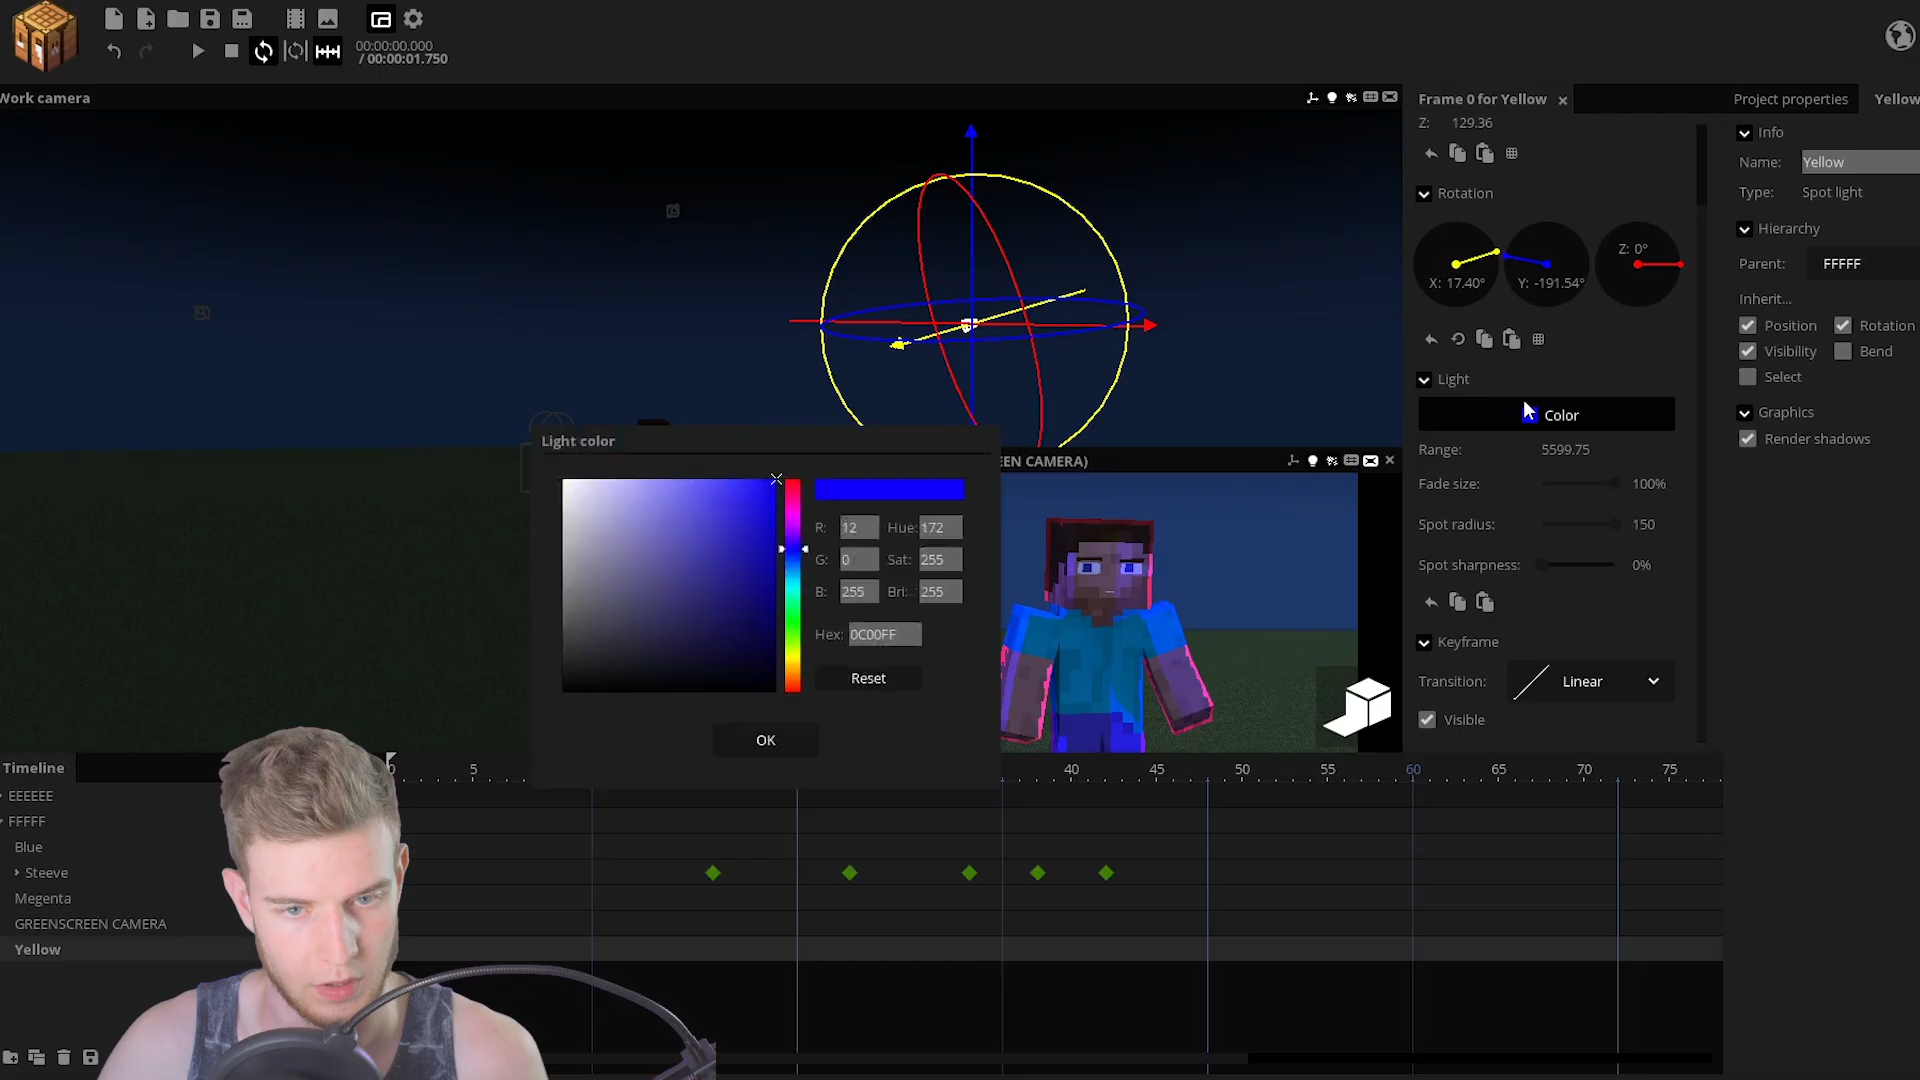 00:00:00.000
/ 00:00:01.750
Work camera
Frame 0 for Yellow
Project properties
Yellow
Z: 129.36
Info
Name: Yellow
Type: Spot light
Rotation
Hierarchy
X: 17.40°
Y: -191.54°
Z: 0°
Parent: FFFFF
Inherit...
Position
Rotation
Visibility
Bend
Select
Light
Color
Graphics
Render shadows
Range: 5599.75
Fade size: 100%
Spot radius: 150
Spot sharpness: 0%
Keyframe
Transition: Linear
Visible
EEN CAMERA)
Light color
R: 12
Hue: 172
G: 0
Sat: 255
B: 255
Bri: 255
Hex: 0C00FF
Reset
OK
Timeline
0 5 40 45 50 55 60 65 70 75
EEEEEE
FFFFF
Blue
Steeve
Megenta
GREENSCREEN CAMERA
Yellow